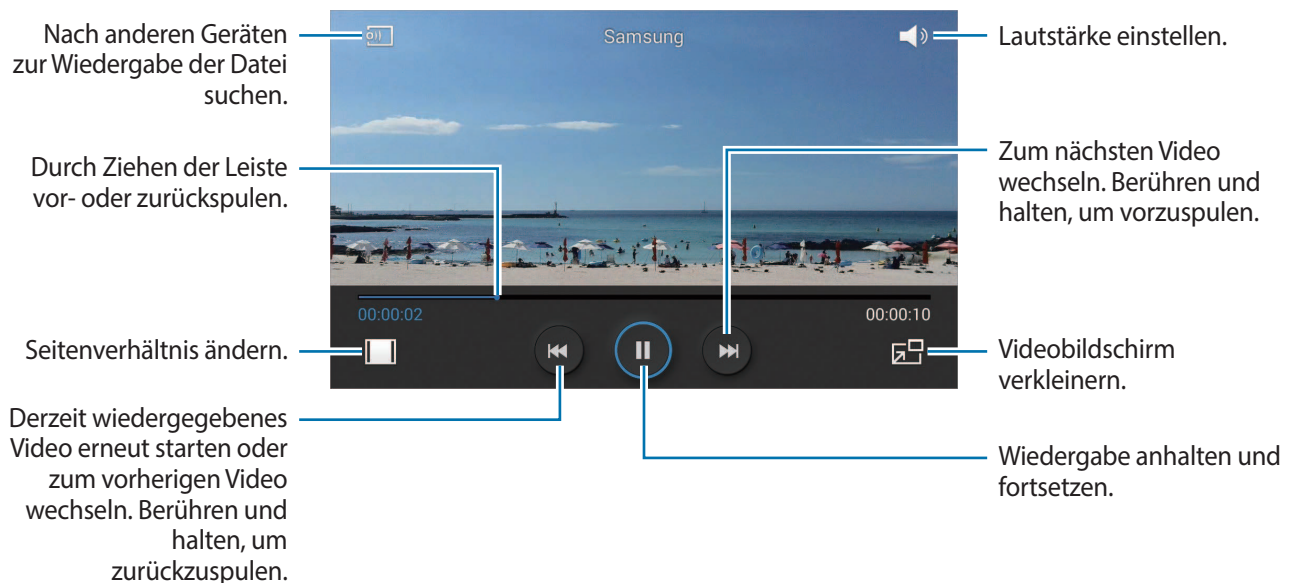 Nach anderen Geräten
zur Wiedergabe der Datei
suchen.
Samsung
Lautstärke einstellen.
Durch Ziehen der Leiste
vor- oder zurückspulen.
Zum nächsten Video
wechseln. Berühren und
halten, um vorzuspulen.
00:00:02
00:00:10
Seitenverhältnis ändern.
Videobildschirm
verkleinern.
Derzeit wiedergegebenes
Video erneut starten oder
zum vorherigen Video
wechseln. Berühren und
halten, um
zurückzuspulen.
Wiedergabe anhalten und
fortsetzen.